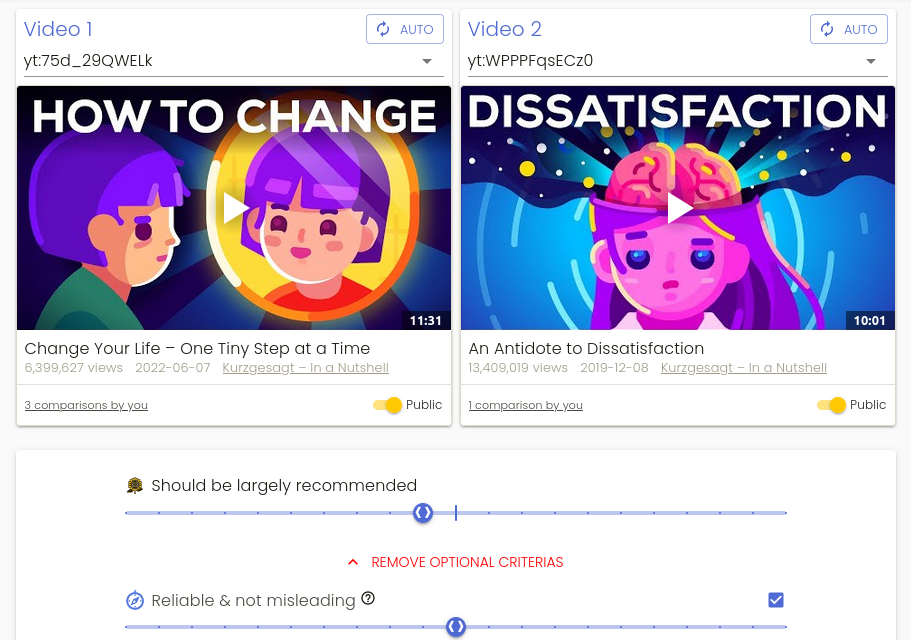 Video 1
AUTO
yt:75d_29QWELk
HOW TO CHANGE
11:31
Change Your Life – One Tiny Step at a Time
6,399,627 views 2022-06-07 Kurzgesagt – In a Nutshell
3 comparisons by you
Public
Video 2
AUTO
yt:WPPPFqsECz0
DISSATISFACTION
10:01
An Antidote to Dissatisfaction
13,409,019 views 2019-12-08 Kurzgesagt – In a Nutshell
1 comparison by you
Public
Should be largely recommended
REMOVE OPTIONAL CRITERIAS
Reliable & not misleading